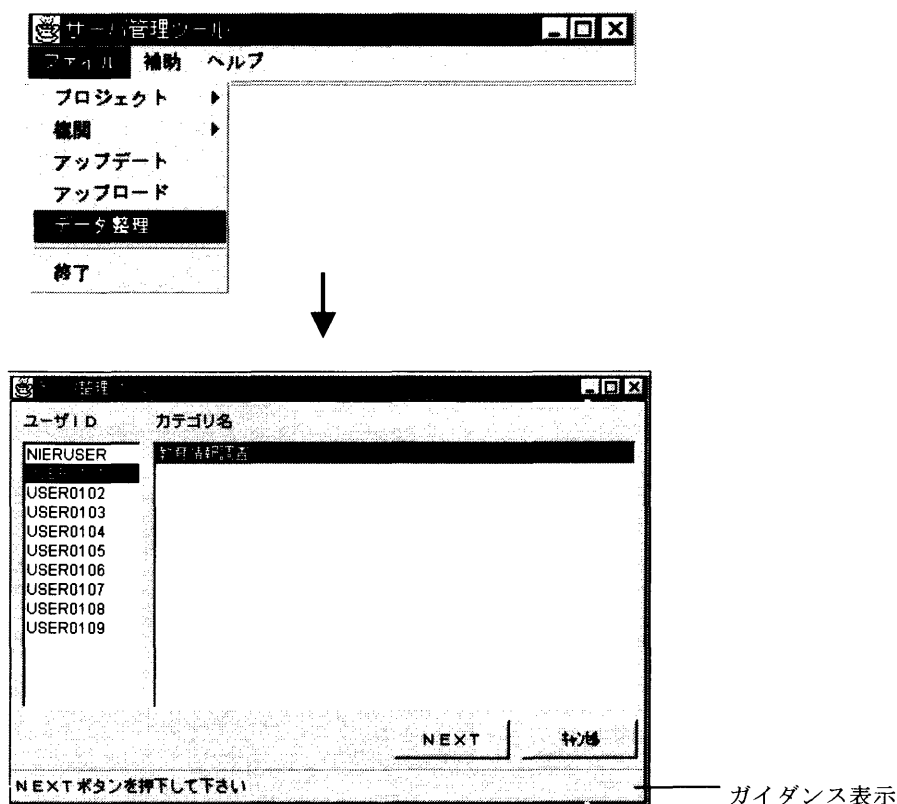 サーバ管理ツール
ファイル 補助 ヘルプ
プロジェクト
機関
アップデート
アップロード
データ整理
終了
整理
ユーザID カテゴリ名
NIERUSER
USER0102
USER0103
USER0104
USER0105
USER0106
USER0107
USER0108
USER0109
NEXT キャンセル
NEXTボタンを押下して下さい
ガイダンス表示